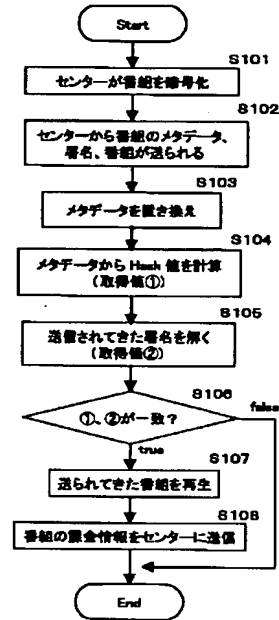 Start
S101
センターが番組を暗号化
S102
センターから番組のメタデータ、
署名、番組が送られる
S103
メタデータを置き換え
S104
メタデータから Hash 値を計算
(取得値①)
S105
送信されてきた署名を解く
(取得値②)
S106
①、②が一致?
false
true
S107
送られてきた番組を再生
S108
番組の課金情報をセンターに送信
End